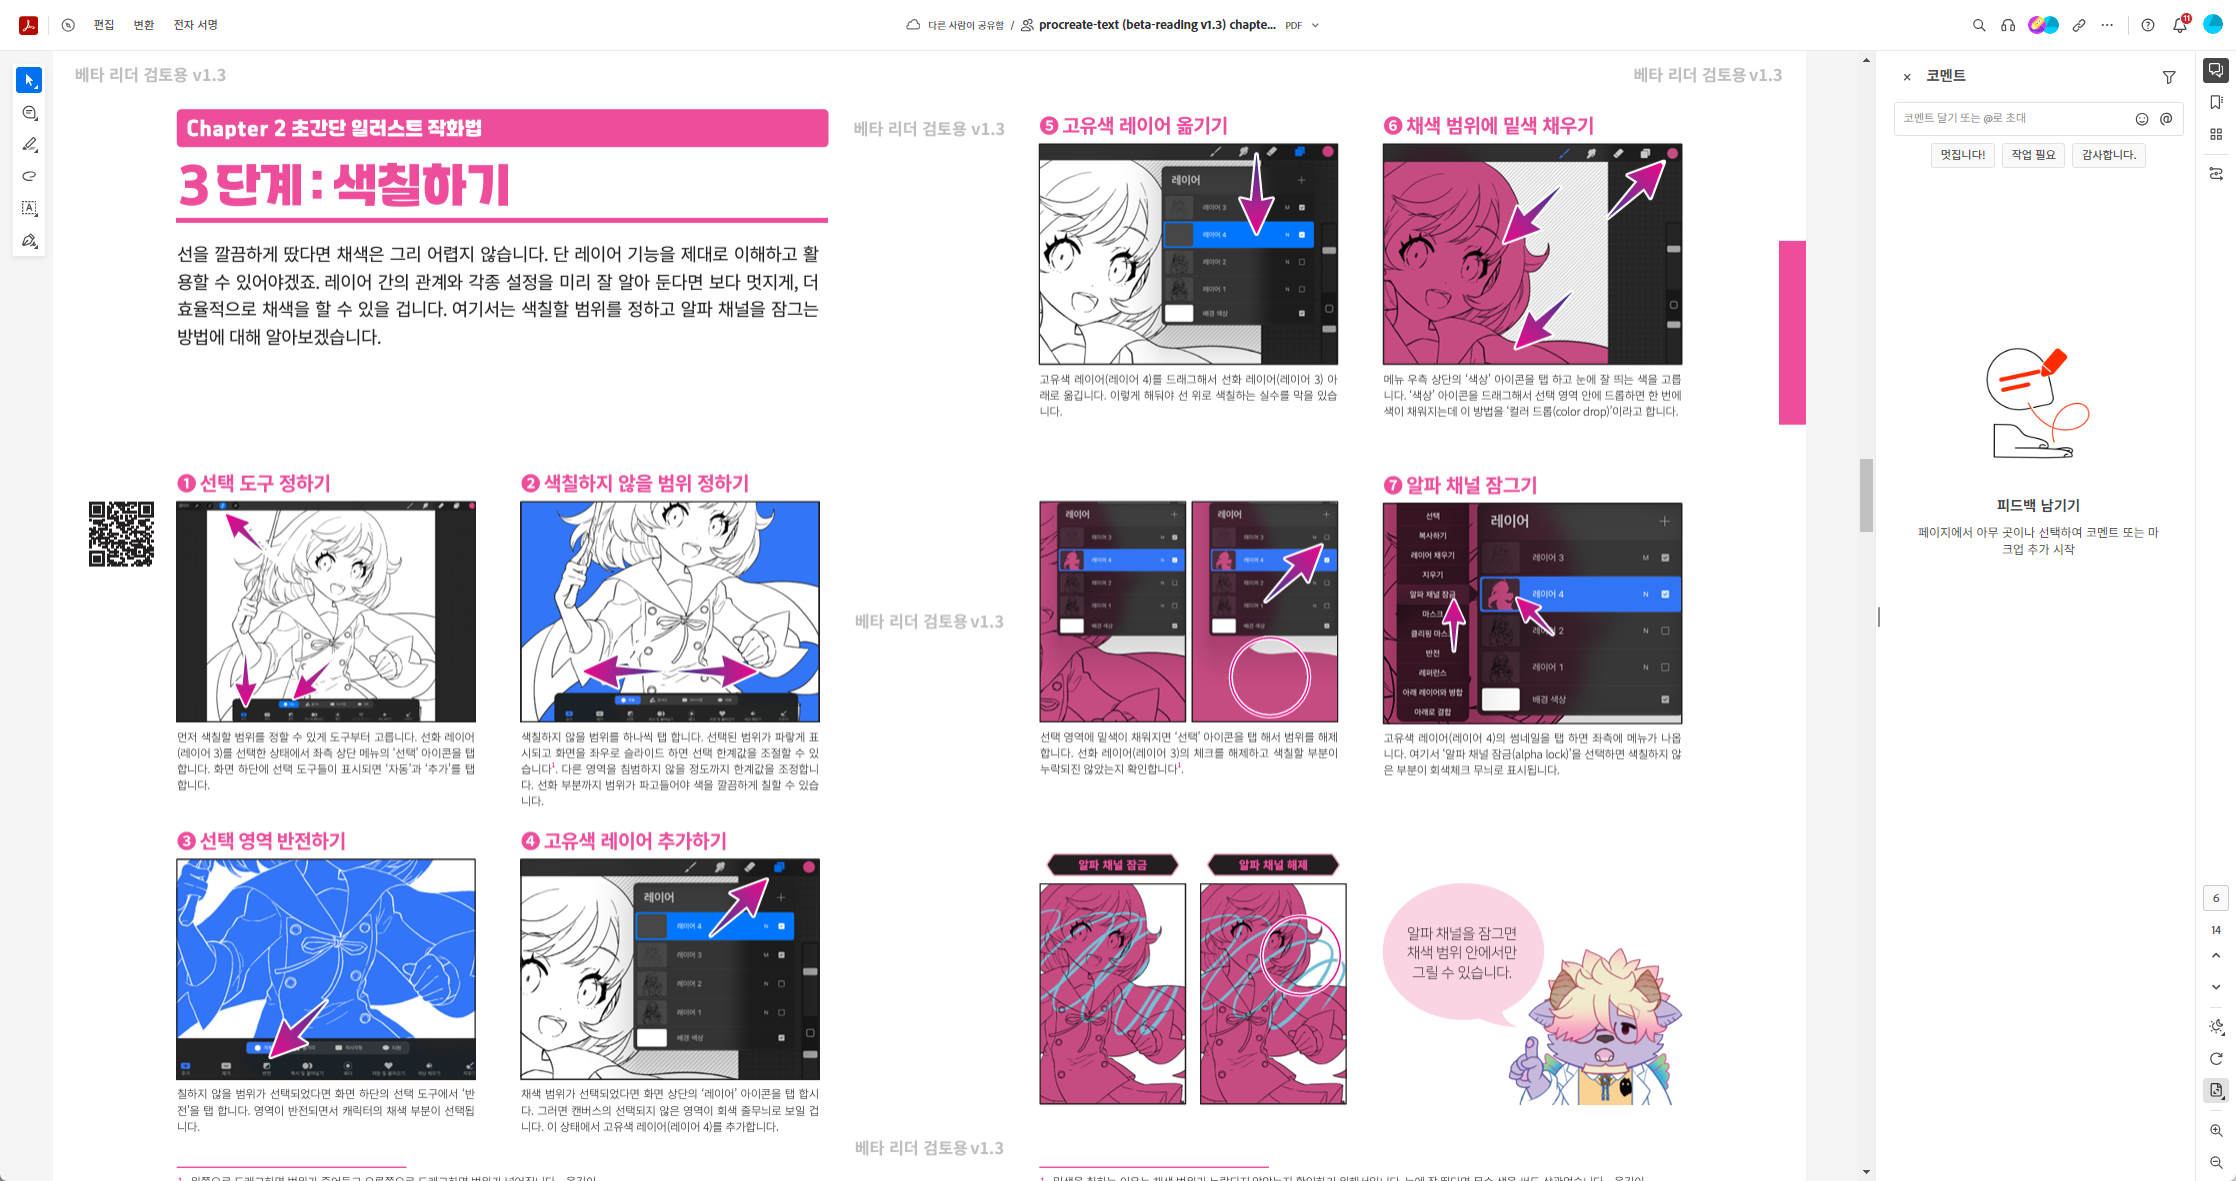 편집 변환 전자 서명
다른 사람이 공유함 / procreate-text (beta-reading v1.3) chapte... PDF
11
베타 리더 검토용 v1.3
베타 리더 검토용 v1.3
Chapter 2 초간단 일러스트 작화법
3단계 : 색칠하기
선을 깔끔하게 땄다면 채색은 그리 어렵지 않습니다. 단 레이어 기능을 제대로 이해하고 활
용할 수 있어야겠죠. 레이어 간의 관계와 각종 설정을 미리 잘 알아 둔다면 보다 멋지게, 더
효율적으로 채색을 할 수 있을 겁니다. 여기서는 색칠할 범위를 정하고 알파 채널을 잠그는
방법에 대해 알아보겠습니다.
베타 리더 검토용 v1.3
❶ 선택 도구 정하기
먼저 색칠할 범위를 정할 수 있게 도구부터 고릅니다. 선화 레이어
(레이어 3)를 선택한 상태에서 좌측 상단 메뉴의 ‘선택’ 아이콘을 탭
합니다. 화면 하단에 선택 도구들이 표시되면 ‘자동’과 ‘추가’를 탭
합니다.
❷ 색칠하지 않을 범위 정하기
색칠하지 않을 범위를 하나씩 탭 합니다. 선택된 범위가 파랗게 표
시되고 화면을 좌우로 슬라이드 하면 선택 한계값을 조절할 수 있
습니다1. 다른 영역을 침범하지 않을 정도까지 한계값을 조정합니
다. 선화 부분까지 범위가 파고들어야 색을 깔끔하게 칠할 수 있습
니다.
❸ 선택 영역 반전하기
칠하지 않을 범위가 선택되었다면 화면 하단의 선택 도구에서 ‘반
전’을 탭 합니다. 영역이 반전되면서 캐릭터의 채색 부분이 선택됩
니다.
❹ 고유색 레이어 추가하기
레이어
레이어 4 N
레이어 3 M
레이어 2 N
레이어 1 N
배경 색상
채색 범위가 선택되었다면 화면 상단의 ‘레이어’ 아이콘을 탭 합시
다. 그러면 캔버스의 선택되지 않은 영역이 회색 줄무늬로 보일 겁
니다. 이 상태에서 고유색 레이어(레이어 4)를 추가합니다.
❺ 고유색 레이어 옮기기
레이어
레이어 3 M
레이어 4 N
레이어 2 N
레이어 1 N
배경 색상
고유색 레이어(레이어 4)를 드래그해서 선화 레이어(레이어 3) 아
래로 옮깁니다. 이렇게 해둬야 선 위로 색칠하는 실수를 막을 있습
니다.
❻ 채색 범위에 밑색 채우기
메뉴 우측 상단의 ‘색상’ 아이콘을 탭 하고 눈에 잘 띄는 색을 고릅
니다. ‘색상’ 아이콘을 드래그해서 선택 영역 안에 드롭하면 한 번에
색이 채워지는데 이 방법을 ‘컬러 드롭(color drop)’이라고 합니다.
베타 리더 검토용 v1.3
레이어
레이어 3
레이어 4
레이어 2
레이어 1
배경 색상
레이어
레이어 3
레이어 4
레이어 2
레이어 1
배경 색상
선택 영역에 밑색이 채워지면 ‘선택’ 아이콘을 탭 해서 범위를 해제
합니다. 선화 레이어(레이어 3)의 체크를 해제하고 색칠할 부분이
누락되진 않았는지 확인합니다1.
❼ 알파 채널 잠그기
선택
복사하기
레이어 채우기
지우기
알파 채널 잠금
마스크
클리핑 마스
반전
레퍼런스
아래 레이어와 병합
아래로 결합
레이어
레이어 3 M
레이어 4 N
레이어 2 N
레이어 1 N
배경 색상
고유색 레이어(레이어 4)의 썸네일을 탭 하면 좌측에 메뉴가 나옵
니다. 여기서 ‘알파 채널 잠금(alpha lock)’을 선택하면 색칠하지 않
은 부분이 회색체크 무늬로 표시됩니다.
알파 채널 잠금
알파 채널 해제
알파 채널을 잠그면
채색 범위 안에서만
그릴 수 있습니다.
베타 리더 검토용 v1.3
코멘트
코멘트 달기 또는 @로 초대
멋집니다! 작업 필요 감사합니다.
피드백 남기기
페이지에서 아무 곳이나 선택하여 코멘트 또는 마
크업 추가 시작
6
14